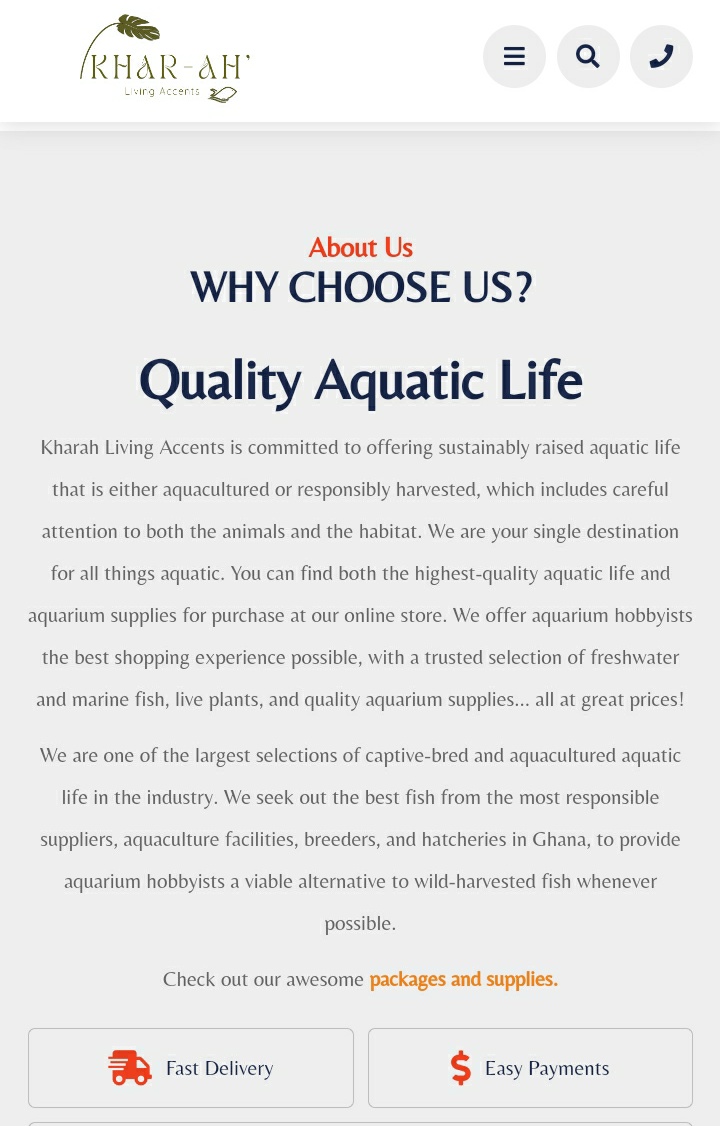 KHAR-AH'
Living Accents
About Us
WHY CHOOSE US?
Quality Aquatic Life
Kharah Living Accents is committed to offering sustainably raised aquatic life
that is either aquacultured or responsibly harvested, which includes careful
attention to both the animals and the habitat. We are your single destination
for all things aquatic. You can find both the highest-quality aquatic life and
aquarium supplies for purchase at our online store. We offer aquarium hobbyists
the best shopping experience possible, with a trusted selection of freshwater
and marine fish, live plants, and quality aquarium supplies... all at great prices!
We are one of the largest selections of captive-bred and aquacultured aquatic
life in the industry. We seek out the best fish from the most responsible
suppliers, aquaculture facilities, breeders, and hatcheries in Ghana, to provide
aquarium hobbyists a viable alternative to wild-harvested fish whenever
possible.
Check out our awesome packages and supplies.
Fast Delivery
Easy Payments